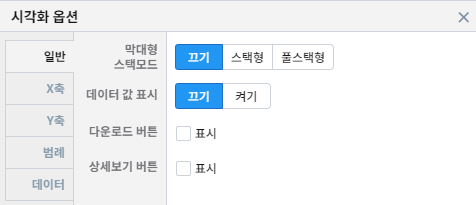 시각화 옵션
일반
X축
Y축
범례
데이터
막대형
스택모드
끄기 스택형 풀스택형
데이터 값 표시
끄기 켜기
다운로드 버튼
표시
상세보기 버튼
표시